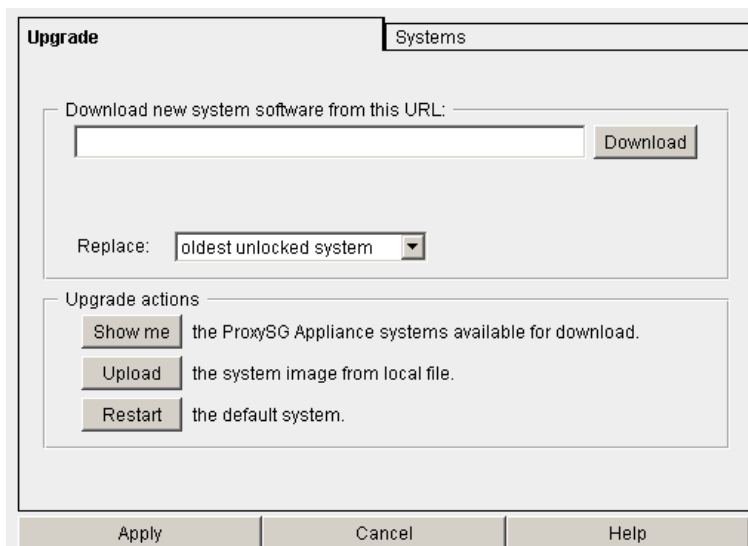 Upgrade
Systems
Download new system software from this URL:
Download
Replace: oldest unlocked system
Upgrade actions
Show me the ProxySG Appliance systems available for download.
Upload the system image from local file.
Restart the default system.
Apply Cancel Help